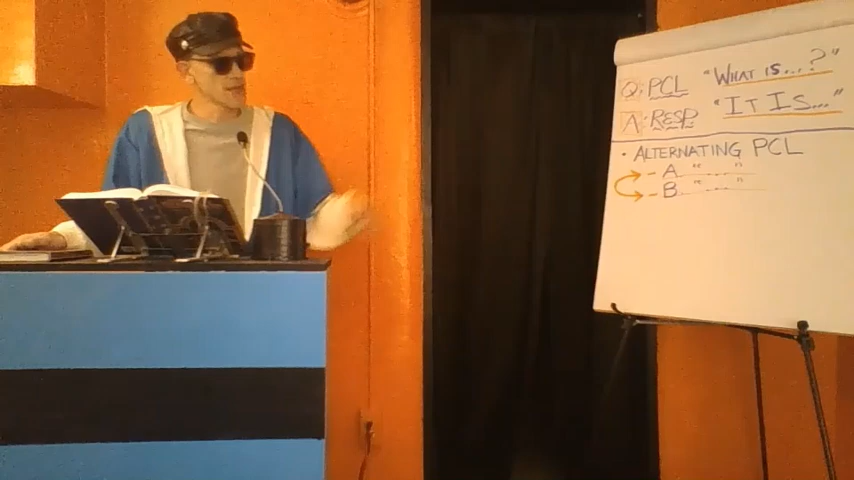 Q: PCL "WHAT IS...?"
A: RESP. "IT IS..."
• ALTERNATING PCL
- A " "
- B " "